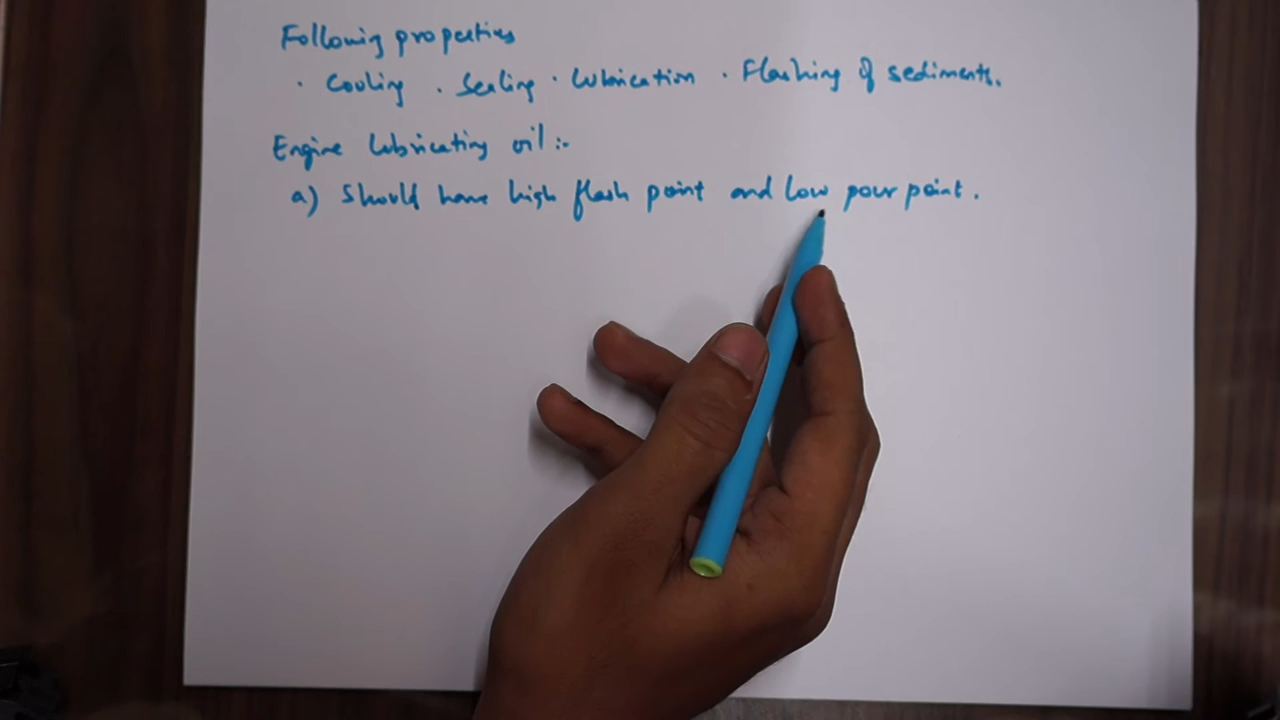 Following properties
· Cooling . Sealing · Lubrication · Flashing of sediments.
Engine lubricating oil :-
a) Should have high flash point and low pour point.